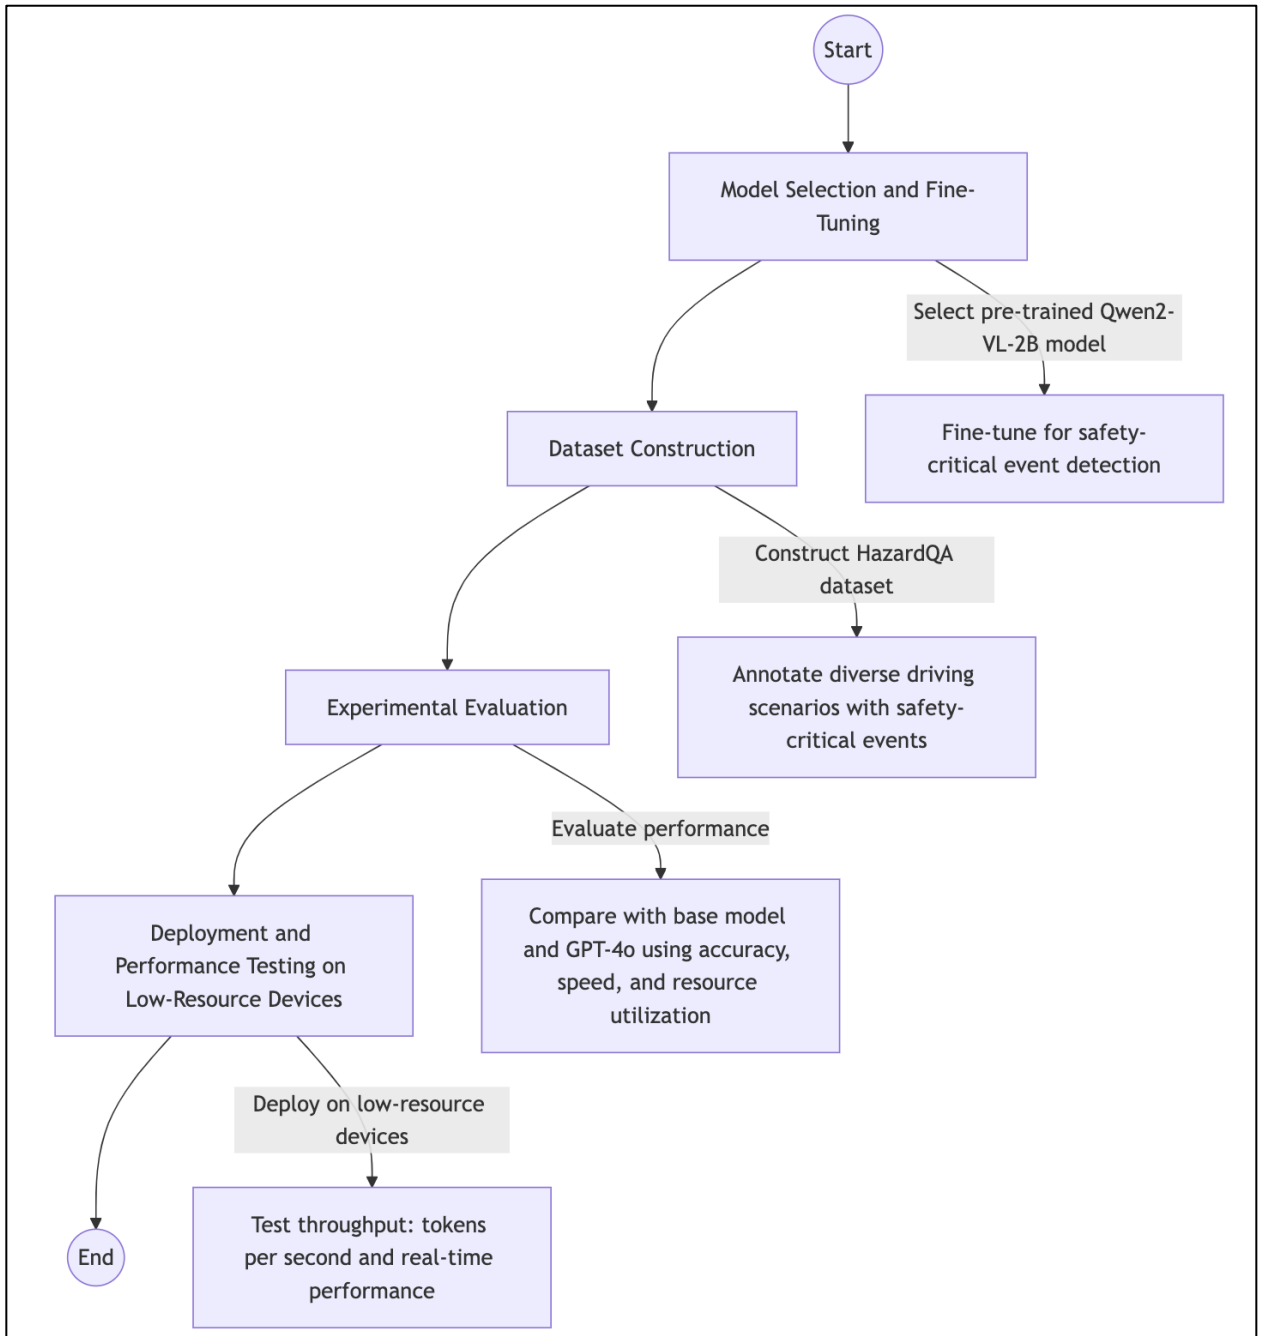 Start
Model Selection and Fine-
Tuning
Select pre-trained Qwen2-
VL-2B model
Fine-tune for safety-
critical event detection
Dataset Construction
Construct HazardQA
dataset
Annotate diverse driving
scenarios with safety-
critical events
Experimental Evaluation
Evaluate performance
Compare with base model
and GPT-4o using accuracy,
speed, and resource
utilization
Deployment and
Performance Testing on
Low-Resource Devices
Deploy on low-resource
devices
Test throughput: tokens
per second and real-time
performance
End